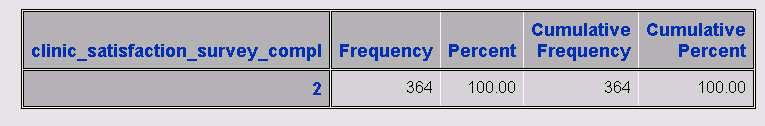 Cumulative Cumulative
clinic_satisfaction_survey_compl Frequency Percent Frequency Percent
2 364 100.00 364 100.00